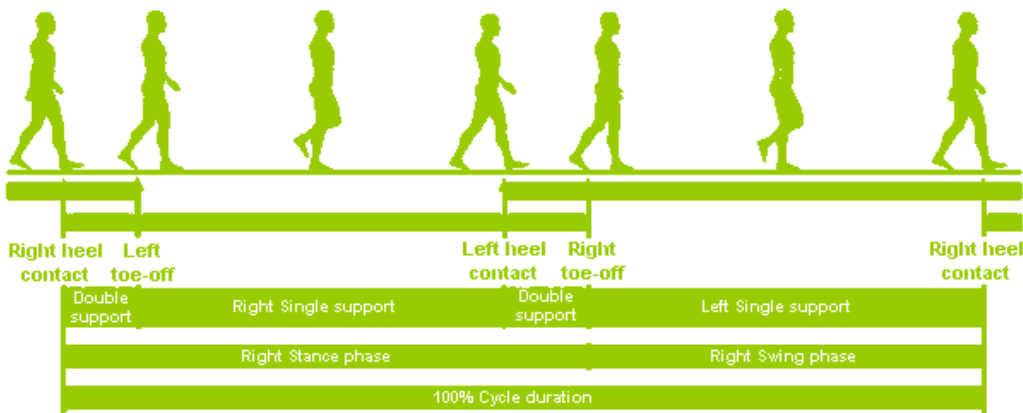 Right heel
contact
Left
toe-off
Left heel
contact
Right
toe-off
Right heel
contact
Double
support
Right Single support
Double
support
Left Single support
Right Stance phase
Right Swing phase
100% Cycle duration